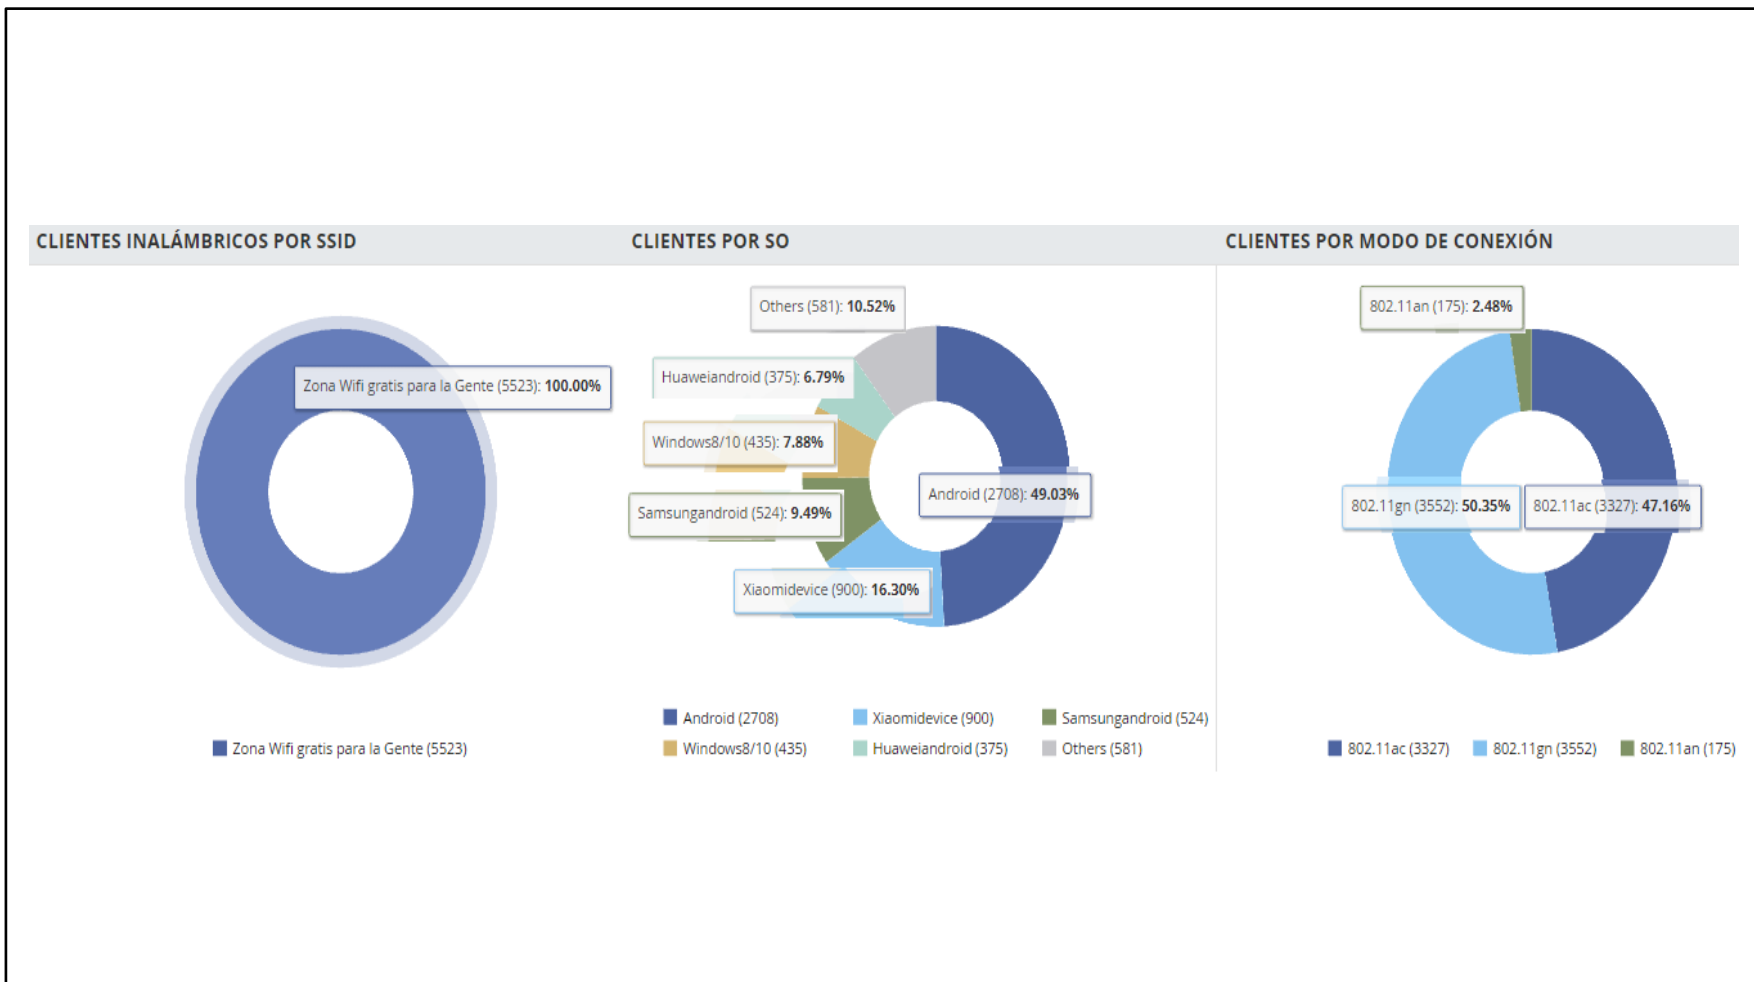 CLIENTES INALÁMBRICOS POR SSID
Zona Wifi gratis para la Gente (5523): 100.00%
Zona Wifi gratis para la Gente (5523)
CLIENTES POR SO
Others (581): 10.52%
Huaweiandroid (375): 6.79%
Windows8/10 (435): 7.88%
Android (2708): 49.03%
Samsungandroid (524): 9.49%
Xiaomidevice (900): 16.30%
Android (2708)
Xiaomidevice (900)
Samsungandroid (524)
Windows8/10 (435)
Huaweiandroid (375)
Others (581)
CLIENTES POR MODO DE CONEXIÓN
802.11an (175): 2.48%
802.11gn (3552): 50.35%
802.11ac (3327): 47.16%
802.11ac (3327)
802.11gn (3552)
802.11an (175)